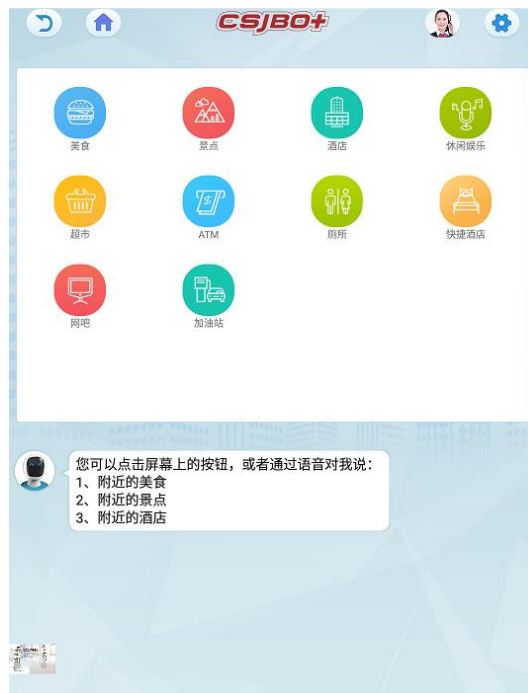 CSJBO+
美食
景点
酒店
休闲娱乐
超市
ATM
厕所
快捷酒店
网吧
加油站
您可以点击屏幕上的按钮，或者通过语音对我说：
1、附近的美食
2、附近的景点
3、附近的酒店